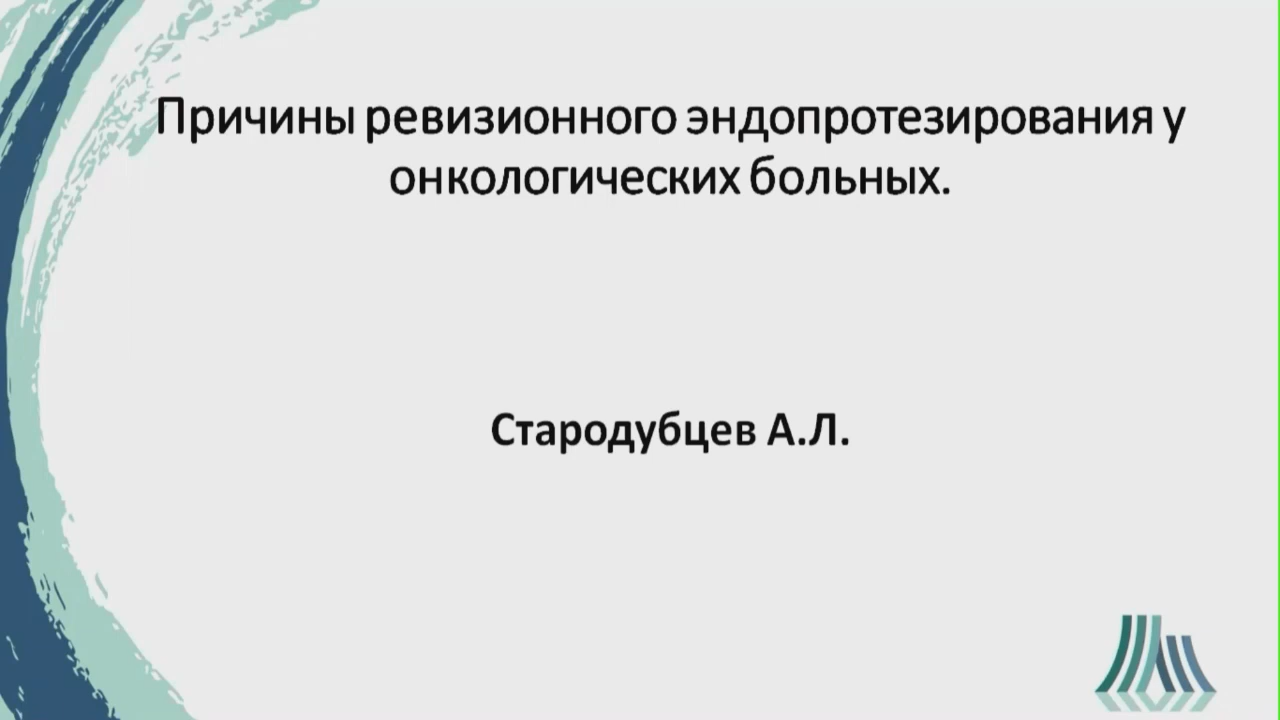 Причины ревизионного эндопротезирования у
онкологических больных.
Стародубцев А.Л.